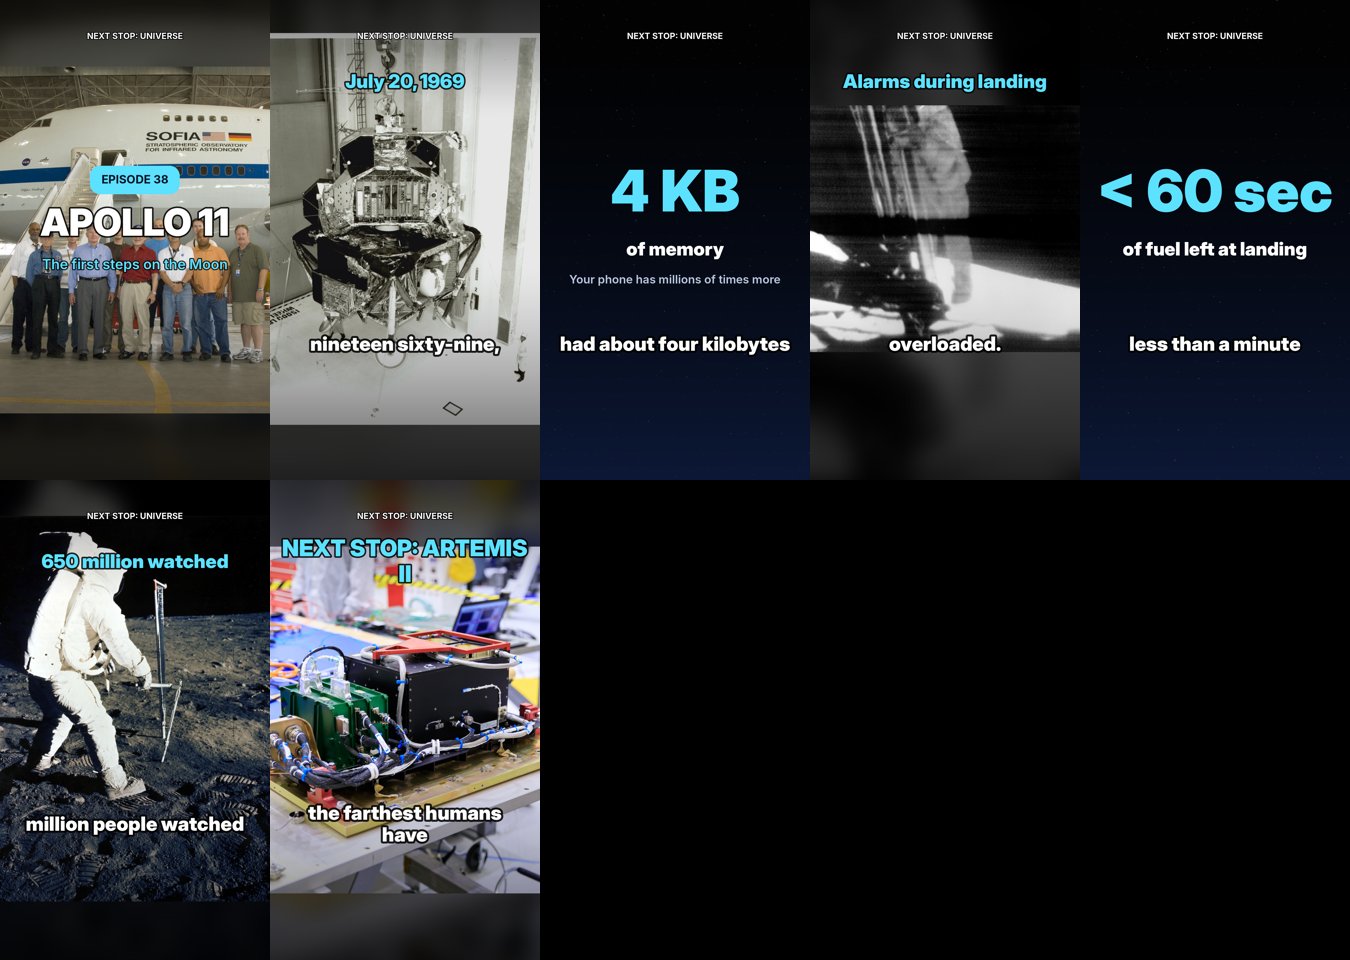 NEXT STOP: UNIVERSE
SOFIA
STRATOSPHERIC OBSERVATORY
FOR INFRARED ASTRONOMY
EPISODE 38
APOLLO 11
The first steps on the Moon
NEXT STOP: UNIVERSE
July 20, 1969
nineteen sixty-nine,
NEXT STOP: UNIVERSE
4 KB
of memory
Your phone has millions of times more
had about four kilobytes
NEXT STOP: UNIVERSE
Alarms during landing
overloaded.
NEXT STOP: UNIVERSE
< 60 sec
of fuel left at landing
less than a minute
NEXT STOP: UNIVERSE
650 million watched
million people watched
NEXT STOP: UNIVERSE
NEXT STOP: ARTEMIS
II
the farthest humans
have